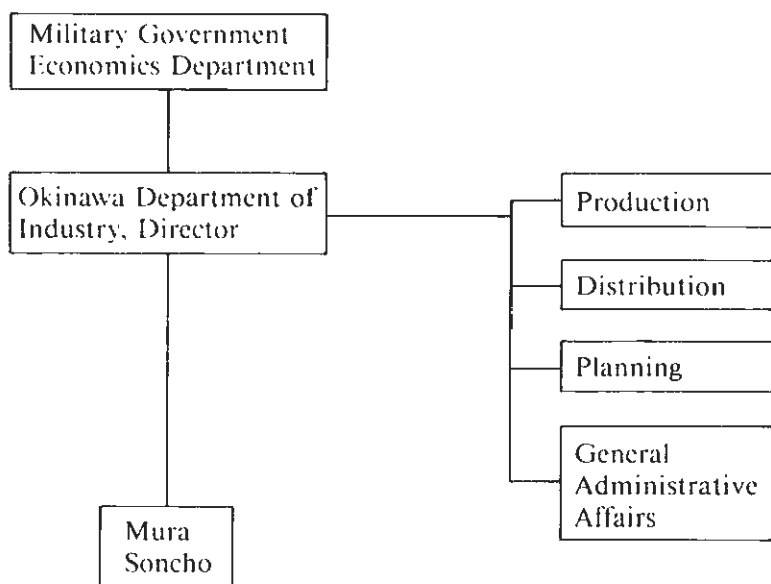 Military Government
Economics Department
Okinawa Department of
Industry, Director
Production
Distribution
Planning
General
Administrative
Affairs
Mura
Soncho